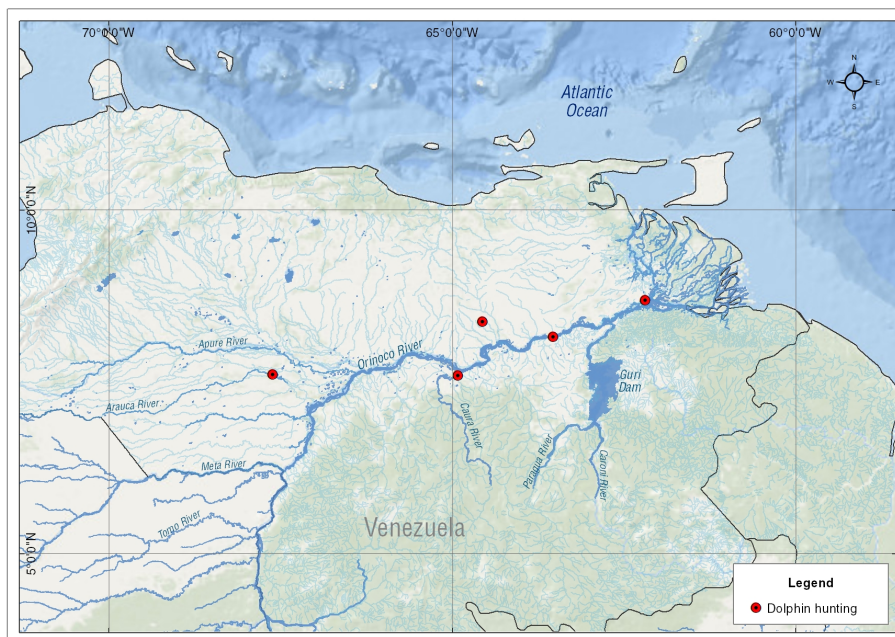 70°0'0"W
65°0'0"W
60°0'0"W
N
W
E
S
Atlantic
Ocean
10°0'0"N
Apure River
Orinoco River
Arauca River
Guri
Dam
Caura River
Meta River
Paragua River
Caroni River
Tomo River
Venezuela
5°0'0"N
Legend
Dolphin hunting